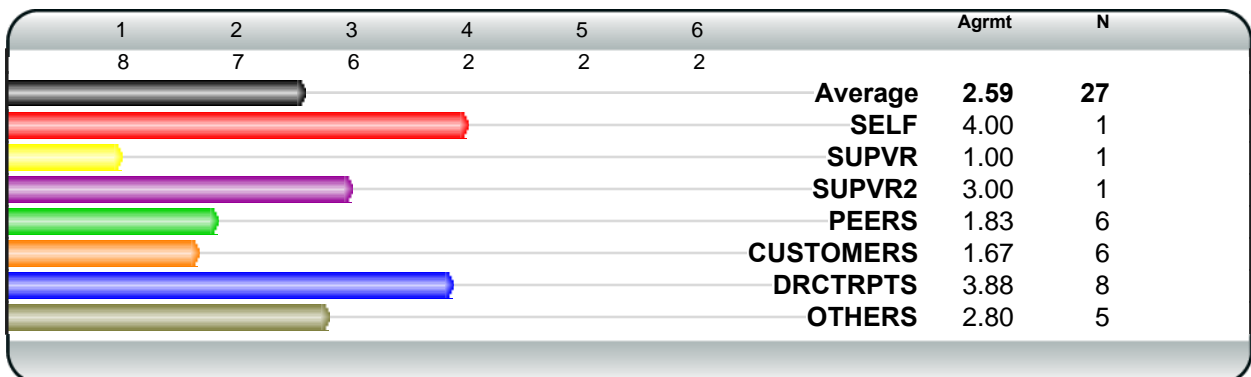 1 2 3 4 5 6 Agrmt N
8 7 6 2 2 2
Average 2.59 27
SELF 4.00 1
SUPVR 1.00 1
SUPVR2 3.00 1
PEERS 1.83 6
CUSTOMERS 1.67 6
DRCTRPTS 3.88 8
OTHERS 2.80 5